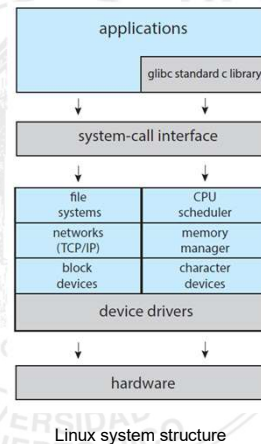 applications
glibc standard c library
system-call interface
file
systems
CPU
scheduler
networks
(TCP/IP)
memory
manager
block
devices
character
devices
device drivers
hardware
Linux system structure